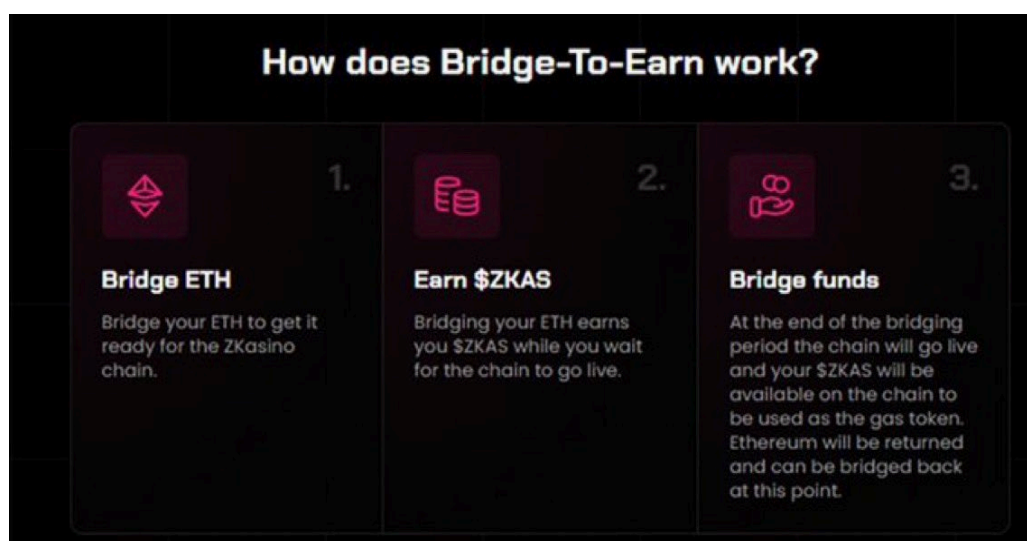 How does Bridge-To-Earn work?
1.
Bridge ETH
Bridge your ETH to get it
ready for the ZKasino
chain.
2.
Earn $ZKAS
Bridging your ETH earns
you $ZKAS while you wait
for the chain to go live.
3.
Bridge funds
At the end of the bridging
period the chain will go live
and your $ZKAS will be
available on the chain to
be used as the gas token.
Ethereum will be returned
and can be bridged back
at this point.